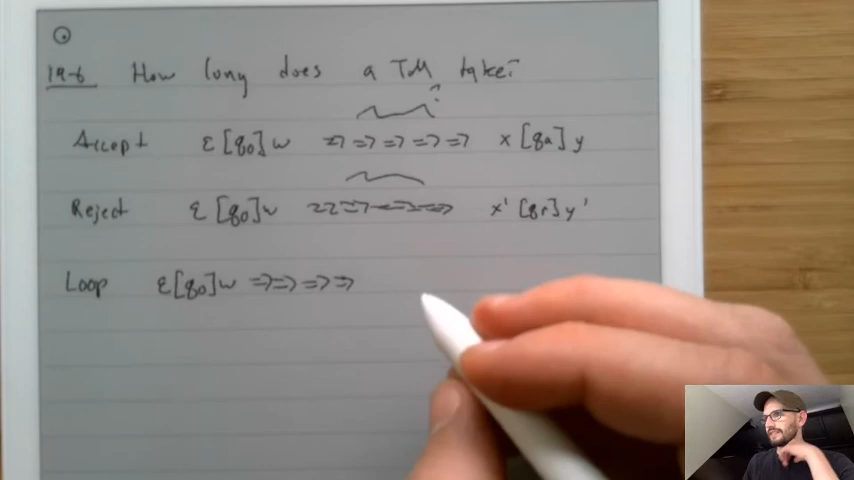 19-6 How long does a TM take?
Accept ε[q₀]w ⇒⇒⇒⇒⇒ x[qa]y
Reject ε[q₀]w ⇒⇒⇒⇒⇒ x'[qr]y'
Loop ε[q₀]w ⇒⇒⇒⇒